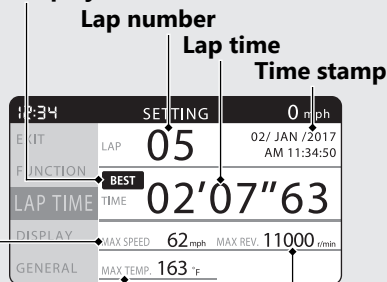 Lap number
Lap time
Time stamp
12:34 SETTING 0 mph
EXIT LAP 05 02/ JAN /2017
AM 11:34:50
FUNCTION BEST
LAP TIME TIME 02'07"63
DISPLAY MAX SPEED 62 mph MAX REV. 11000 r/min
GENERAL MAX TEMP. 163 °F